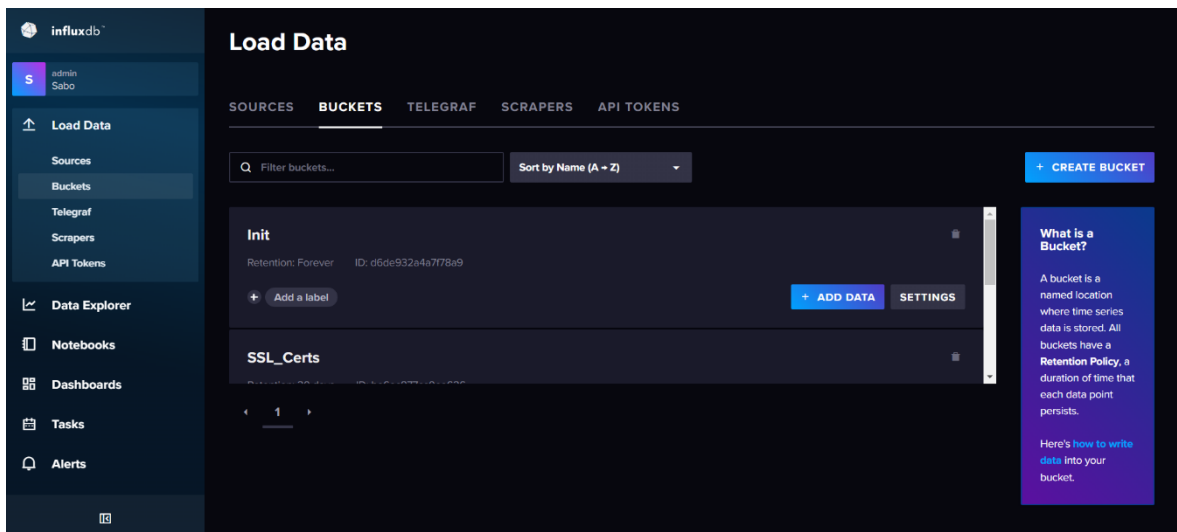 influxdb™
S
admin
Sabo
Load Data
Sources
Buckets
Telegraf
Scrapers
API Tokens
Data Explorer
Notebooks
Dashboards
Tasks
Alerts
Load Data
SOURCES BUCKETS TELEGRAF SCRAPERS API TOKENS
Filter buckets...
Sort by Name (A → Z)
+ CREATE BUCKET
Init
Retention: Forever ID: d6de932a4a7f78a9
+ Add a label
+ ADD DATA SETTINGS
SSL_Certs
1
What is a
Bucket?
A bucket is a
named location
where time series
data is stored. All
buckets have a
Retention Policy, a
duration of time that
each data point
persists.
Here's how to write
data into your
bucket.